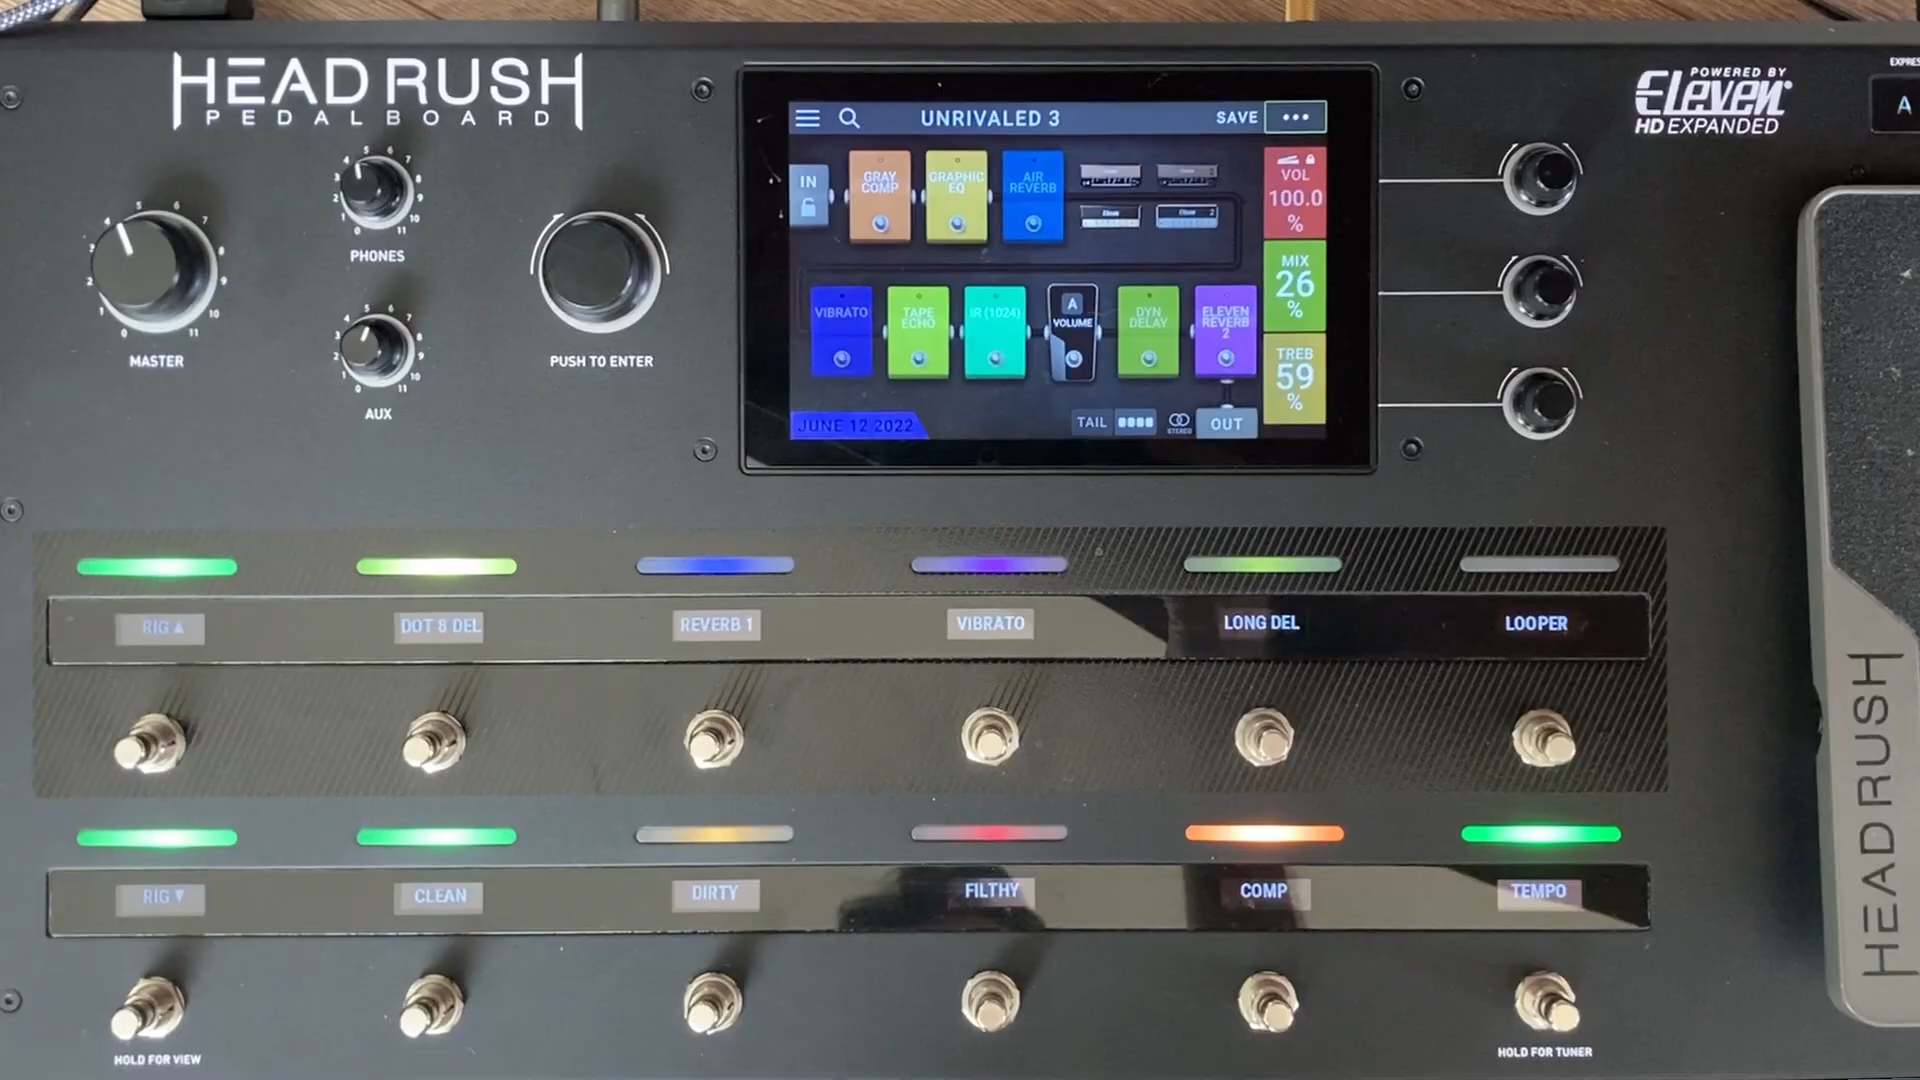 HEADRUSH
PEDALBOARD
MASTER
PHONES
AUX
PUSH TO ENTER
UNRIVALED 3
SAVE
IN
GRAY COMP
GRAPHIC EQ
AIR REVERB
VOL
100.0
%
MIX
26
%
TREB
59
%
VIBRATO
TAPE ECHO
IR (1024)
A
VOLUME
DYN DELAY
ELEVEN REVERB 2
JUNE 12 2022
TAIL
STEREO
OUT
POWERED BY
Eleven
HD EXPANDED
A
RIG ▲
DOT 8 DEL
REVERB 1
VIBRATO
LONG DEL
LOOPER
RIG ▼
CLEAN
DIRTY
FILTHY
COMP
TEMPO
HOLD FOR VIEW
HOLD FOR TUNER
HEADRUSH